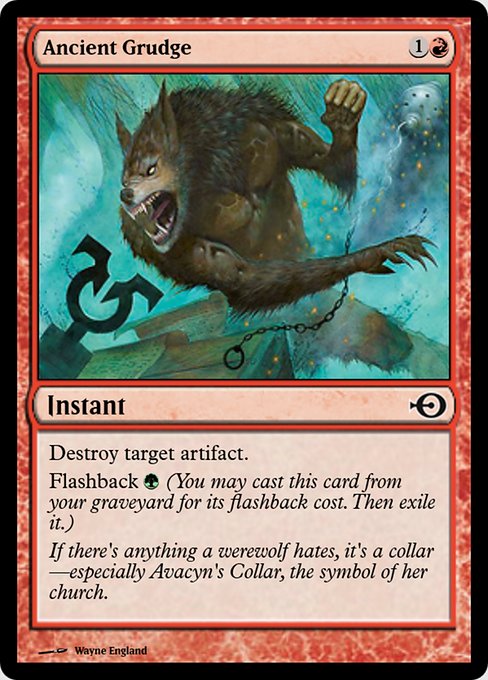 Ancient Grudge 1
Instant
Destroy target artifact.
Flashback (You may cast this card from
your graveyard for its flashback cost. Then exile
it.)
If there's anything a werewolf hates, it's a collar
—especially Avacyn's Collar, the symbol of her
church.
Wayne England